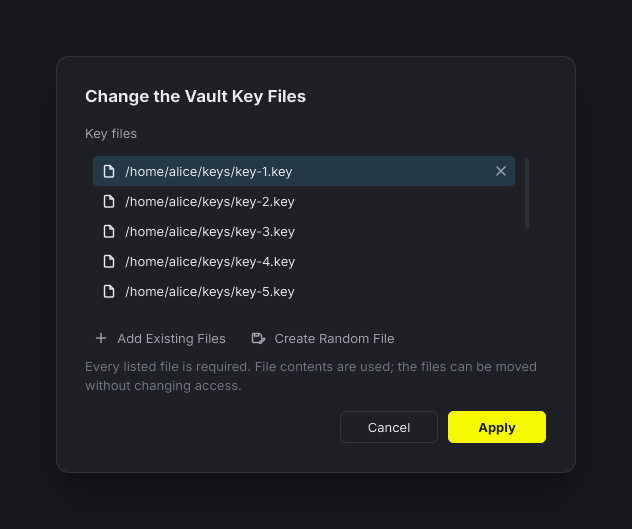 Change the Vault Key Files
Key files
/home/alice/keys/key-1.key
/home/alice/keys/key-2.key
/home/alice/keys/key-3.key
/home/alice/keys/key-4.key
/home/alice/keys/key-5.key
Add Existing Files Create Random File
Every listed file is required. File contents are used; the files can be moved
without changing access.
Cancel Apply